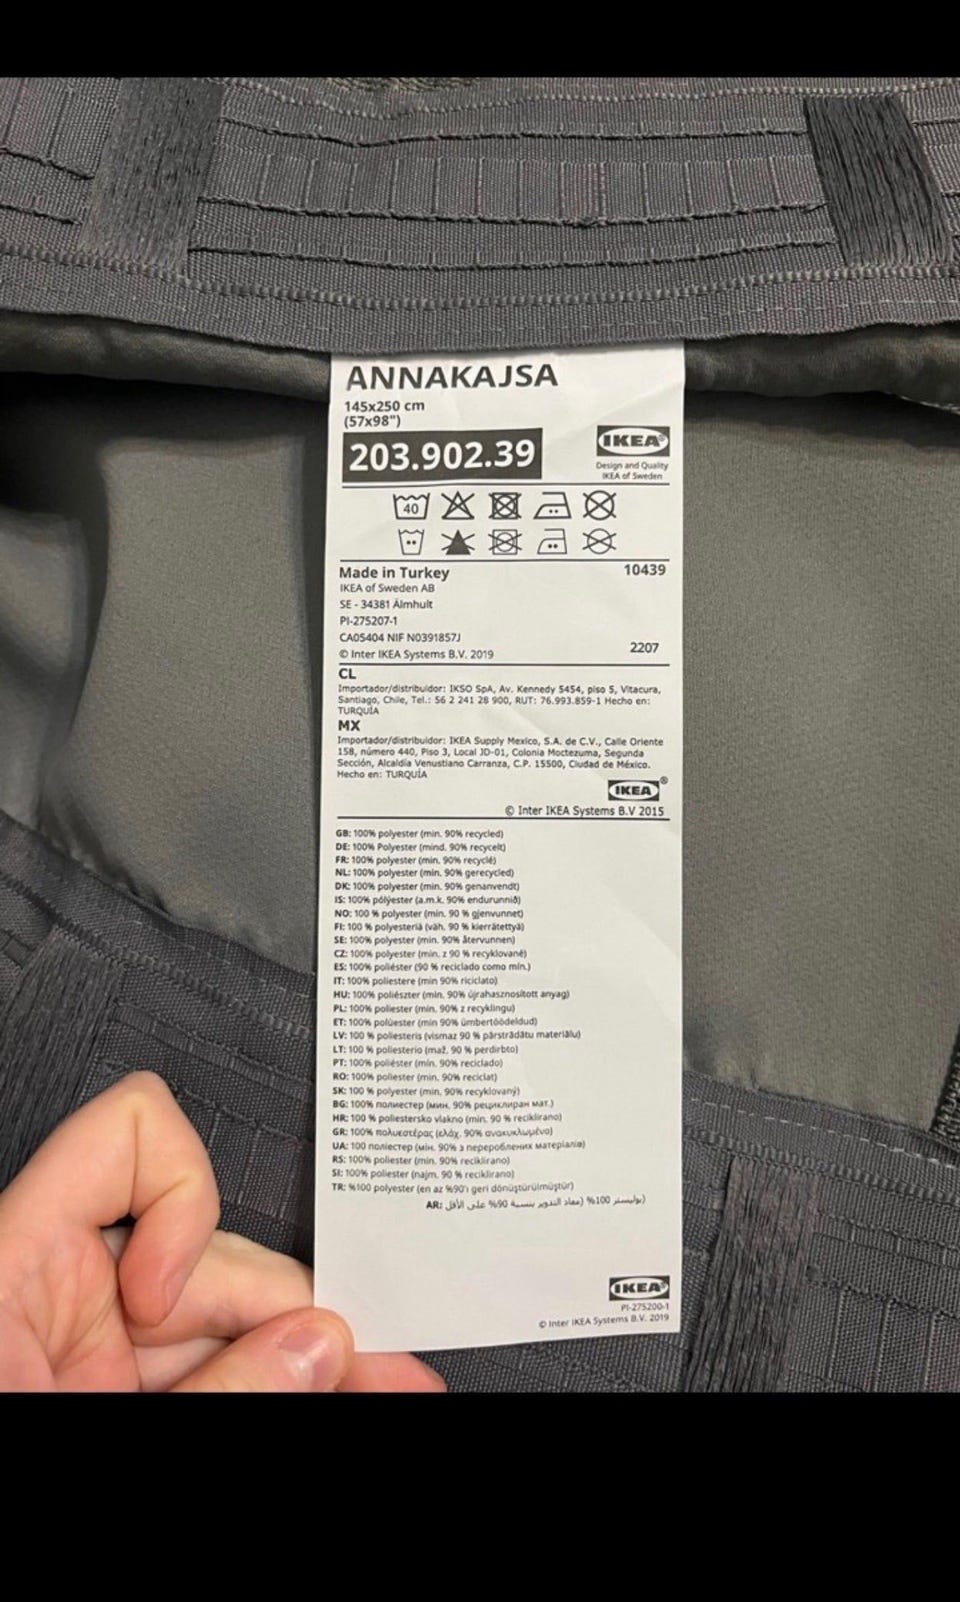 ANNAKAJSA
145x250 cm
(57x98")
203.902.39
IKEA®
Design and Quality
IKEA of Sweden
40
Made in Turkey
10439
IKEA of Sweden AB
SE - 34381 Älmhult
PI-275207-1
CA05404 NIF N0391857J
© Inter IKEA Systems B.V. 2019
2207
CL
Importador/distribuidor: IKSO SpA, Av. Kennedy 5454, piso 5, Vitacura,
Santiago, Chile, Tel.: 56 2 241 28 900, RUT: 76.993.859-1 Hecho en:
TURQUÍA
MX
Importador/distribuidor: IKEA Supply Mexico, S.A. de C.V., Calle Oriente
158, número 440, Piso 3, Local JD-01, Colonia Moctezuma, Segunda
Sección, Alcaldía Venustiano Carranza, C.P. 15500, Ciudad de México.
Hecho en: TURQUÍA
IKEA®
© Inter IKEA Systems B.V 2015
GB: 100% polyester (min. 90% recycled)
DE: 100% Polyester (mind. 90% recycelt)
FR: 100% polyester (min. 90% recyclé)
NL: 100% polyester (min. 90% gerecycled)
DK: 100% polyester (min. 90% genanvendt)
IS: 100% pólýester (a.m.k. 90% endurunnið)
NO: 100 % polyester (min. 90 % gjenvunnet)
FI: 100 % polyesteriä (väh. 90 % kierrätettyä)
SE: 100% polyester (min. 90% återvunnen)
CZ: 100% polyester (min. z 90 % recyklované)
ES: 100% poliéster (90 % reciclado como mín.)
IT: 100% poliestere (min 90% riciclato)
HU: 100% poliészter (min. 90% újrahasznosított anyag)
PL: 100% poliester (min. 90% z recyklingu)
ET: 100% polüester (min 90% ümbertöödeldud)
LV: 100 % poliesteris (vismaz 90 % pārstrādātu materiālu)
LT: 100 % poliesterio (maž. 90 % perdirbto)
PT: 100% poliéster (mín. 90% reciclado)
RO: 100% poliester (min. 90% reciclat)
SK: 100 % polyester (min. 90% recyklovaný)
BG: 100% полиестер (мин. 90% рециклиран мат.)
HR: 100 % poliestersko vlakno (min. 90 % reciklirano)
GR: 100% πολυεστέρας (ελάχ. 90% ανακυκλωμένο)
UA: 100 поліестер (мін. 90% з перероблених матеріалів)
RS: 100% poliester (min. 90% reciklirano)
SI: 100% poliester (najm. 90 % reciklirano)
TR: %100 polyester (en az %90'ı geri dönüştürülmüştür)
AR: بوليستر 100% (معاد التدوير بنسبة 90% على الأقل)
IKEA®
PI-275200-1
© Inter IKEA Systems B.V. 2019